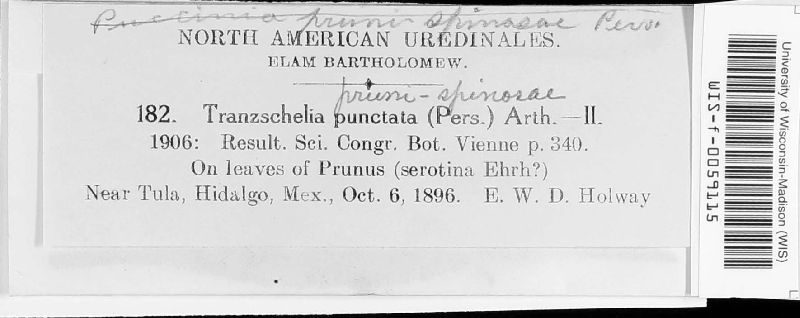 Puccinia pruni-spinosae Pers.
NORTH AMERICAN UREDINALES.
ELAM BARTHOLOMEW.
pruni-spinosae
182. Tranzschelia punctata (Pers.) Arth.—II.
1906: Result. Sci. Congr. Bot. Vienne p. 340.
On leaves of Prunus (serotina Ehrh?)
Near Tula, Hidalgo, Mex., Oct. 6, 1896. E. W. D. Holway
University of Wisconsin-Madison (WIS)
WIS-f-0059115